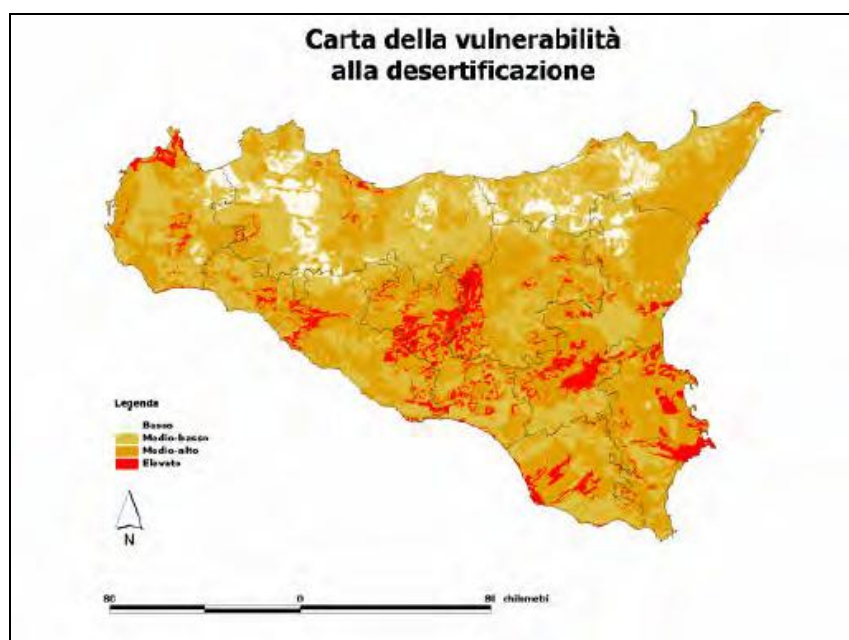 Carta della vulnerabilità
alla desertificazione
Legenda
Basso
Medio-basso
Medio-alto
Elevato
N
80 0 80 chilometri